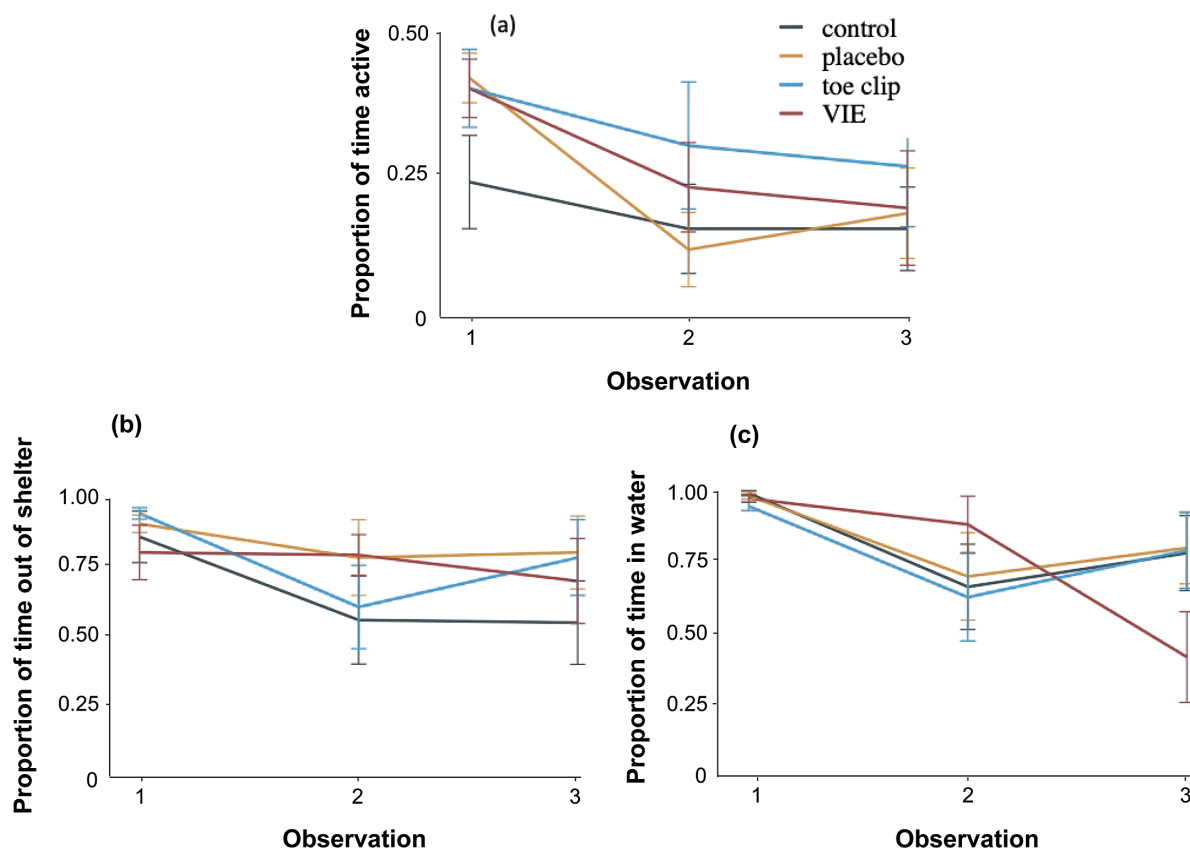 (a)
control
placebo
toe clip
VIE
Proportion of time active
0.50
0.25
0
1 2 3
Observation
(b)
Proportion of time out of shelter
1.00
0.75
0.50
0.25
0
1 2 3
Observation
(c)
Proportion of time in water
1.00
0.75
0.50
0.25
0
1 2 3
Observation